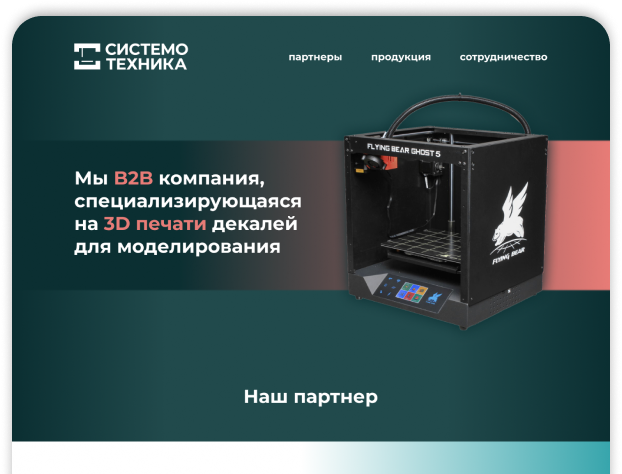 СИСТЕМО
ТЕХНИКА
партнеры продукция сотрудничество
FLYING BEAR GHOST 5
Мы B2B компания,
специализирующаяся
на 3D печати декалей
для моделирования
FLYING BEAR
Наш партнер